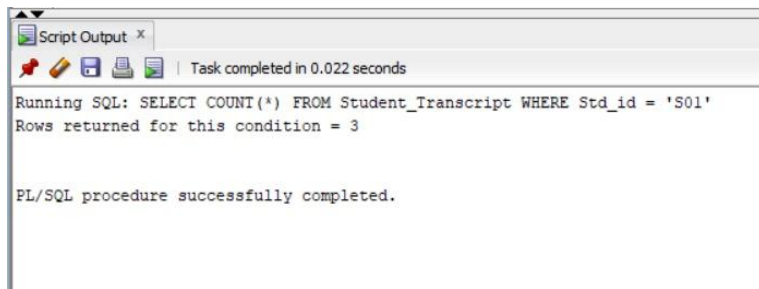 Script Output x
Task completed in 0.022 seconds
Running SQL: SELECT COUNT(*) FROM Student_Transcript WHERE Std_id = 'S01'
Rows returned for this condition = 3
PL/SQL procedure successfully completed.